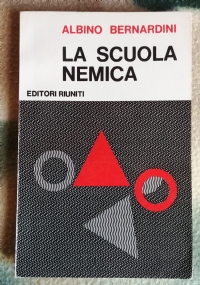 ALBINO BERNARDINI
LA SCUOLA
NEMICA
EDITORI RIUNITI